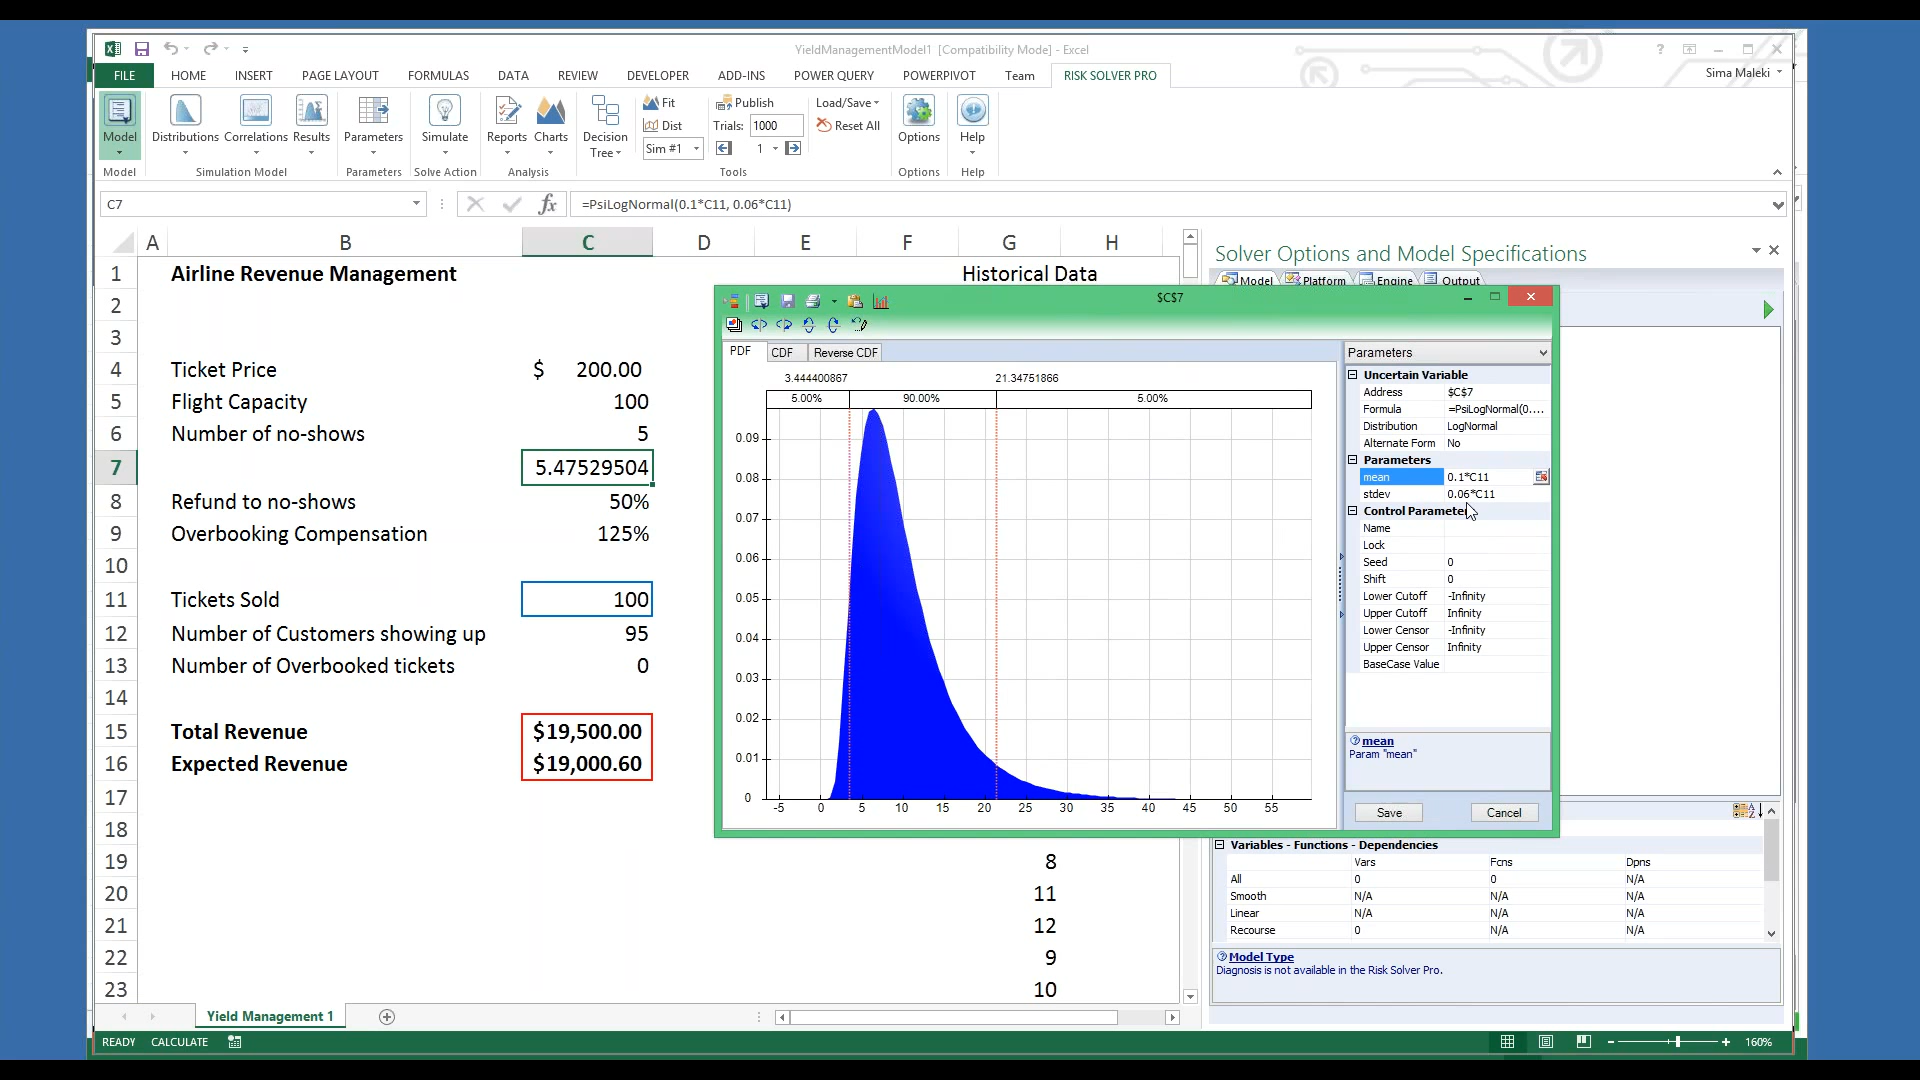 YieldManagementModel1 [Compatibility Mode] - Excel
FILE HOME INSERT PAGE LAYOUT FORMULAS DATA REVIEW DEVELOPER ADD-INS POWER QUERY POWERPIVOT Team RISK SOLVER PRO Sima Maleki
Model Distributions Correlations Results Parameters Simulate Reports Charts Decision Tree Fit Dist Sim #1 Publish Trials: 1000 1 Load/Save Reset All Options Help
Model Simulation Model Parameters Solve Action Analysis Tools Options Help
C7 fx =PsiLogNormal(0.1*C11, 0.06*C11)
A B C D E F G H
1 Airline Revenue Management Historical Data
2
3
4 Ticket Price $ 200.00
5 Flight Capacity 100
6 Number of no-shows 5
7 5.47529504
8 Refund to no-shows 50%
9 Overbooking Compensation 125%
10
11 Tickets Sold 100
12 Number of Customers showing up 95
13 Number of Overbooked tickets 0
14
15 Total Revenue $19,500.00
16 Expected Revenue $19,000.60
17
18
19 8
20 11
21 12
22 9
23 10
Yield Management 1
READY CALCULATE 160%
Solver Options and Model Specifications
Model Platform Engine Output
$C$7
PDF CDF Reverse CDF
3.444400867 21.34751866
5.00% 90.00% 5.00%
0.09
0.08
0.07
0.06
0.05
0.04
0.03
0.02
0.01
0
-5 0 5 10 15 20 25 30 35 40 45 50 55
Parameters
Uncertain Variable
Address $C$7
Formula =PsiLogNormal(0....
Distribution LogNormal
Alternate Form No
Parameters
mean 0.1*C11
stdev 0.06*C11
Control Parameter
Name
Lock
Seed 0
Shift 0
Lower Cutoff -Infinity
Upper Cutoff Infinity
Lower Censor -Infinity
Upper Censor Infinity
BaseCase Value
mean
Param "mean"
Save Cancel
Variables - Functions - Dependencies
Vars Fcns Dpns
All 0 0 N/A
Smooth N/A N/A N/A
Linear N/A N/A N/A
Recourse 0 N/A N/A
Model Type
Diagnosis is not available in the Risk Solver Pro.